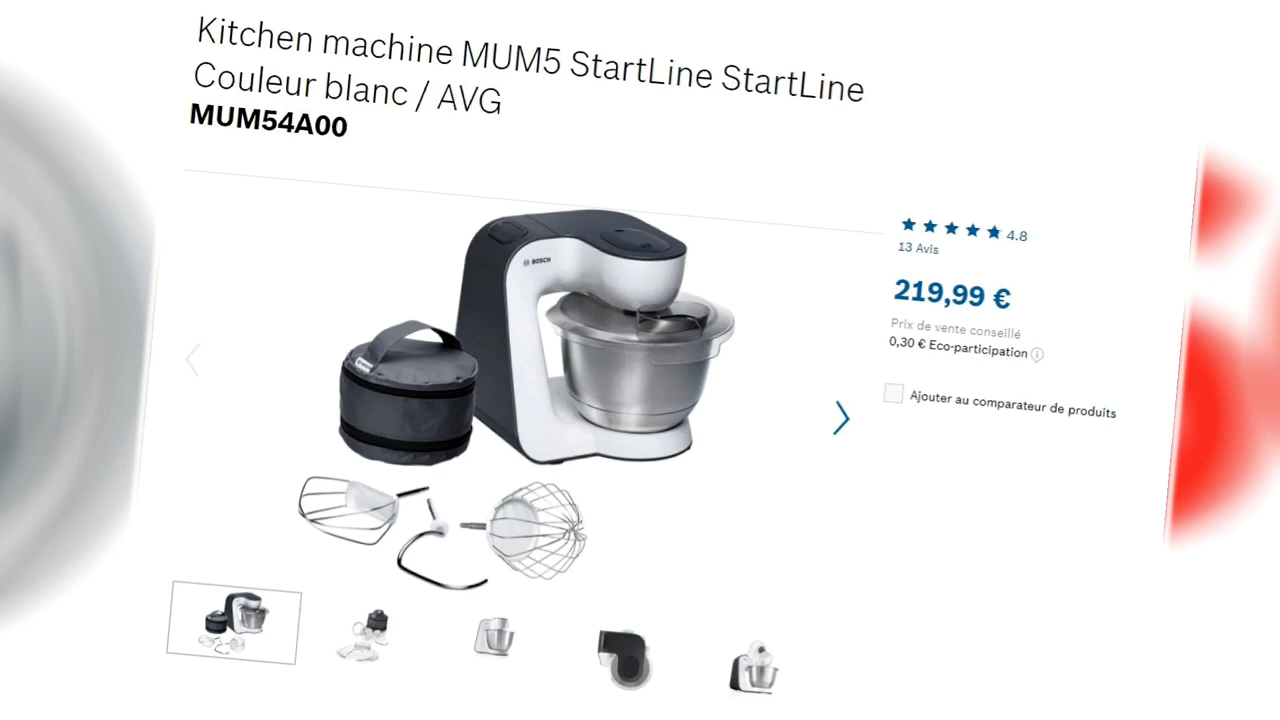 Kitchen machine MUM5 StartLine StartLine
Couleur blanc / AVG
MUM54A00
BOSCH
4.8
13 Avis
219,99 €
Prix de vente conseillé
0,30 € Eco-participation
Ajouter au comparateur de produits